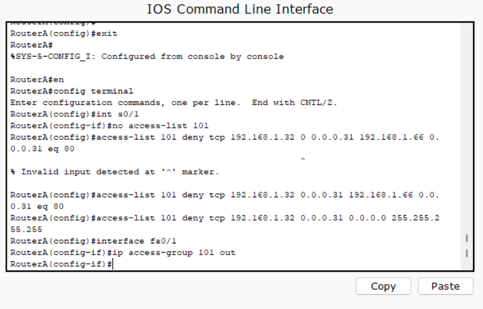 IOS Command Line Interface
RouterA(config)#exit
RouterA#
%SYS-5-CONFIG_I: Configured from console by console
RouterA#en
RouterA#config terminal
Enter configuration commands, one per line.  End with CNTL/Z.
RouterA(config)#int s0/1
RouterA(config-if)#no access-list 101
RouterA(config)#access-list 101 deny tcp 192.168.1.32 0 0.0.0.31 192.168.1.66 0.
0.0.31 eq 80
^
% Invalid input detected at '^' marker.
RouterA(config)#access-list 101 deny tcp 192.168.1.32 0.0.0.31 192.168.1.66 0.0.
0.31 eq 80
RouterA(config)#access-list 101 deny tcp 192.168.1.32 0.0.0.31 0.0.0.0 255.255.2
55.255
RouterA(config)#interface fa0/1
RouterA(config-if)#ip access-group 101 out
RouterA(config-if)#
Copy
Paste